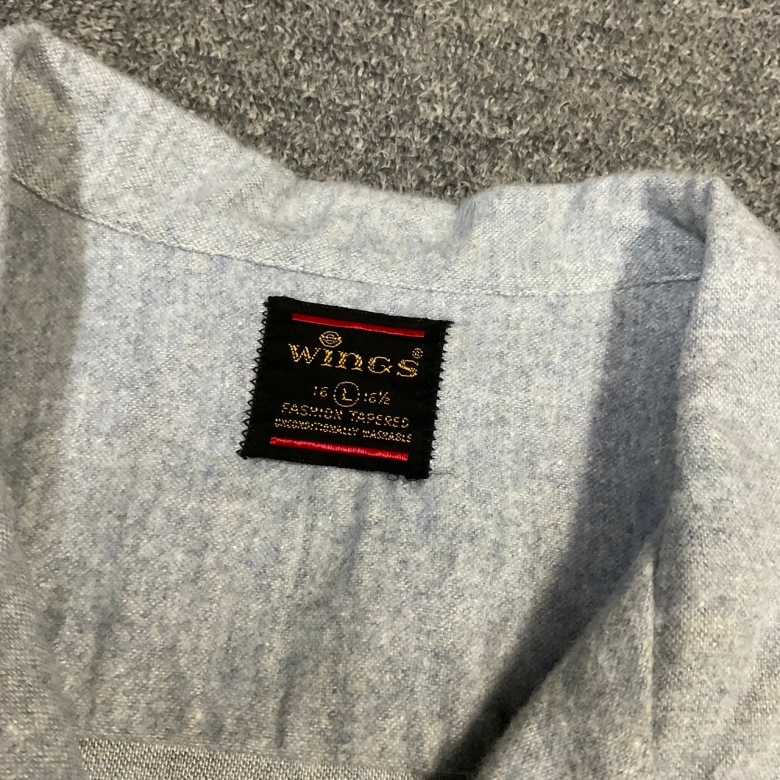 WiNGS®
16 L 16½
FASHION TAPERED
UNCONDITIONALLY WASHABLE